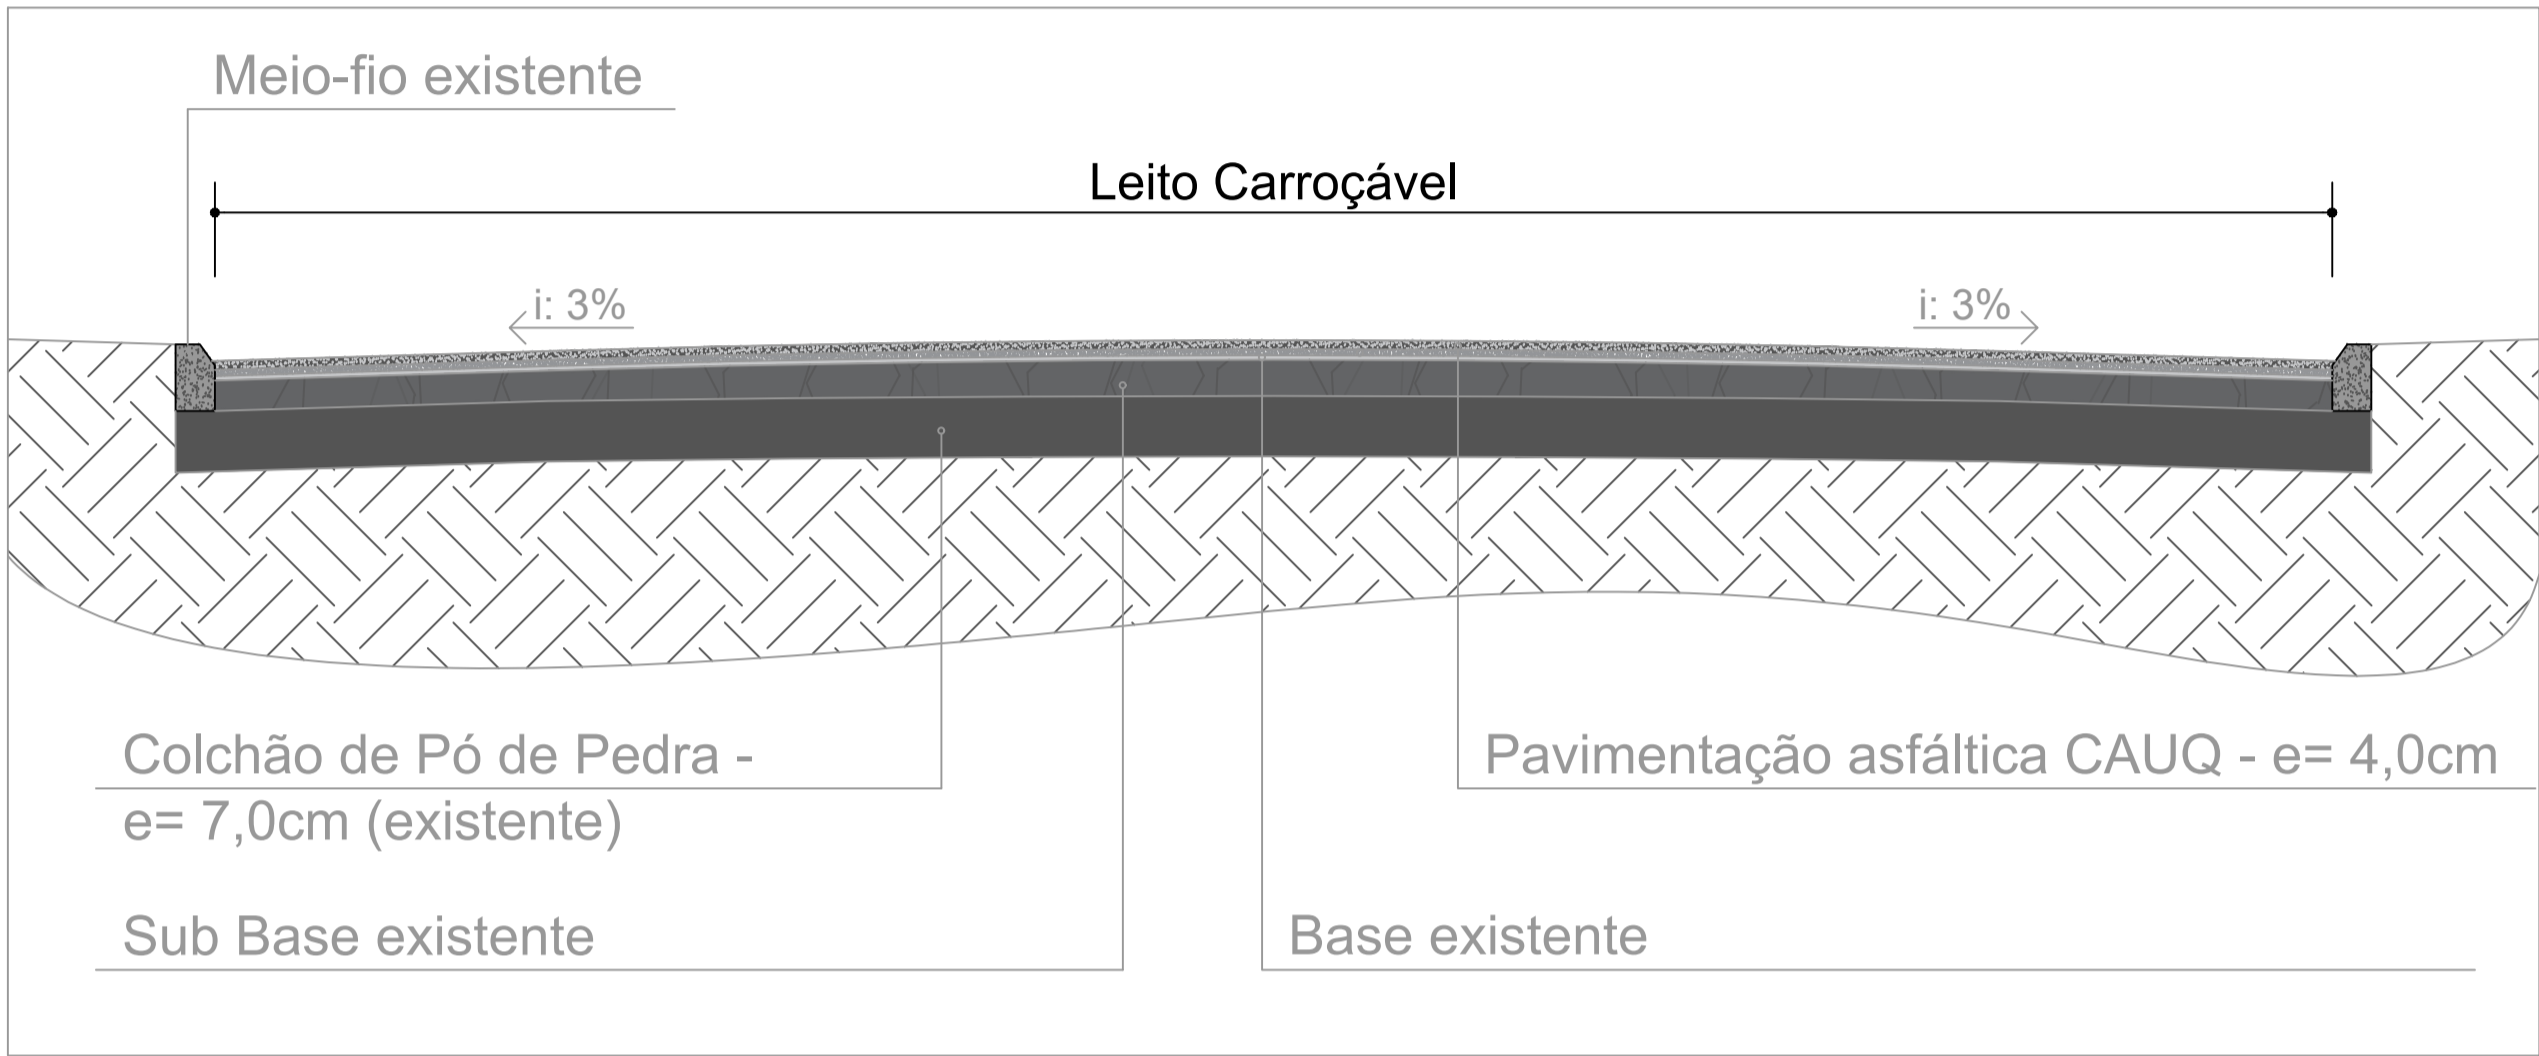 Meio-fio existente
Leito Carroçável
i: 3%
i: 3%
Colchão de Pó de Pedra -
e= 7,0cm (existente)
Pavimentação asfáltica CAUQ - e= 4,0cm
Sub Base existente
Base existente